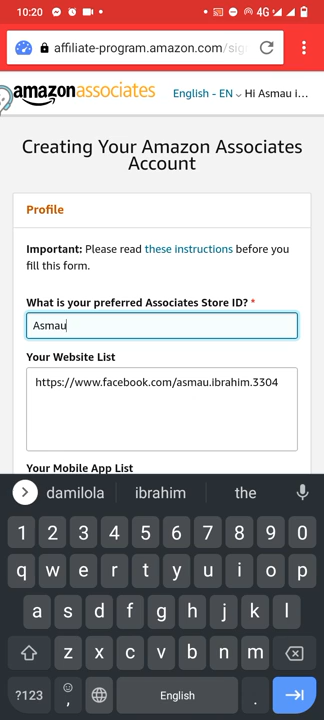 10:20
4G
affiliate-program.amazon.com/sig
amazonassociates
English - EN
Hi Asmau i...
Creating Your Amazon Associates
Account
Profile
Important: Please read these instructions before you
fill this form.
What is your preferred Associates Store ID? *
Asmau
Your Website List
https://www.facebook.com/asmau.ibrahim.3304
Your Mobile App List
damilola ibrahim the
1 2 3 4 5 6 7 8 9 0
q w e r t y u i o p
a s d f g h j k l
z x c v b n m
?123 , English .